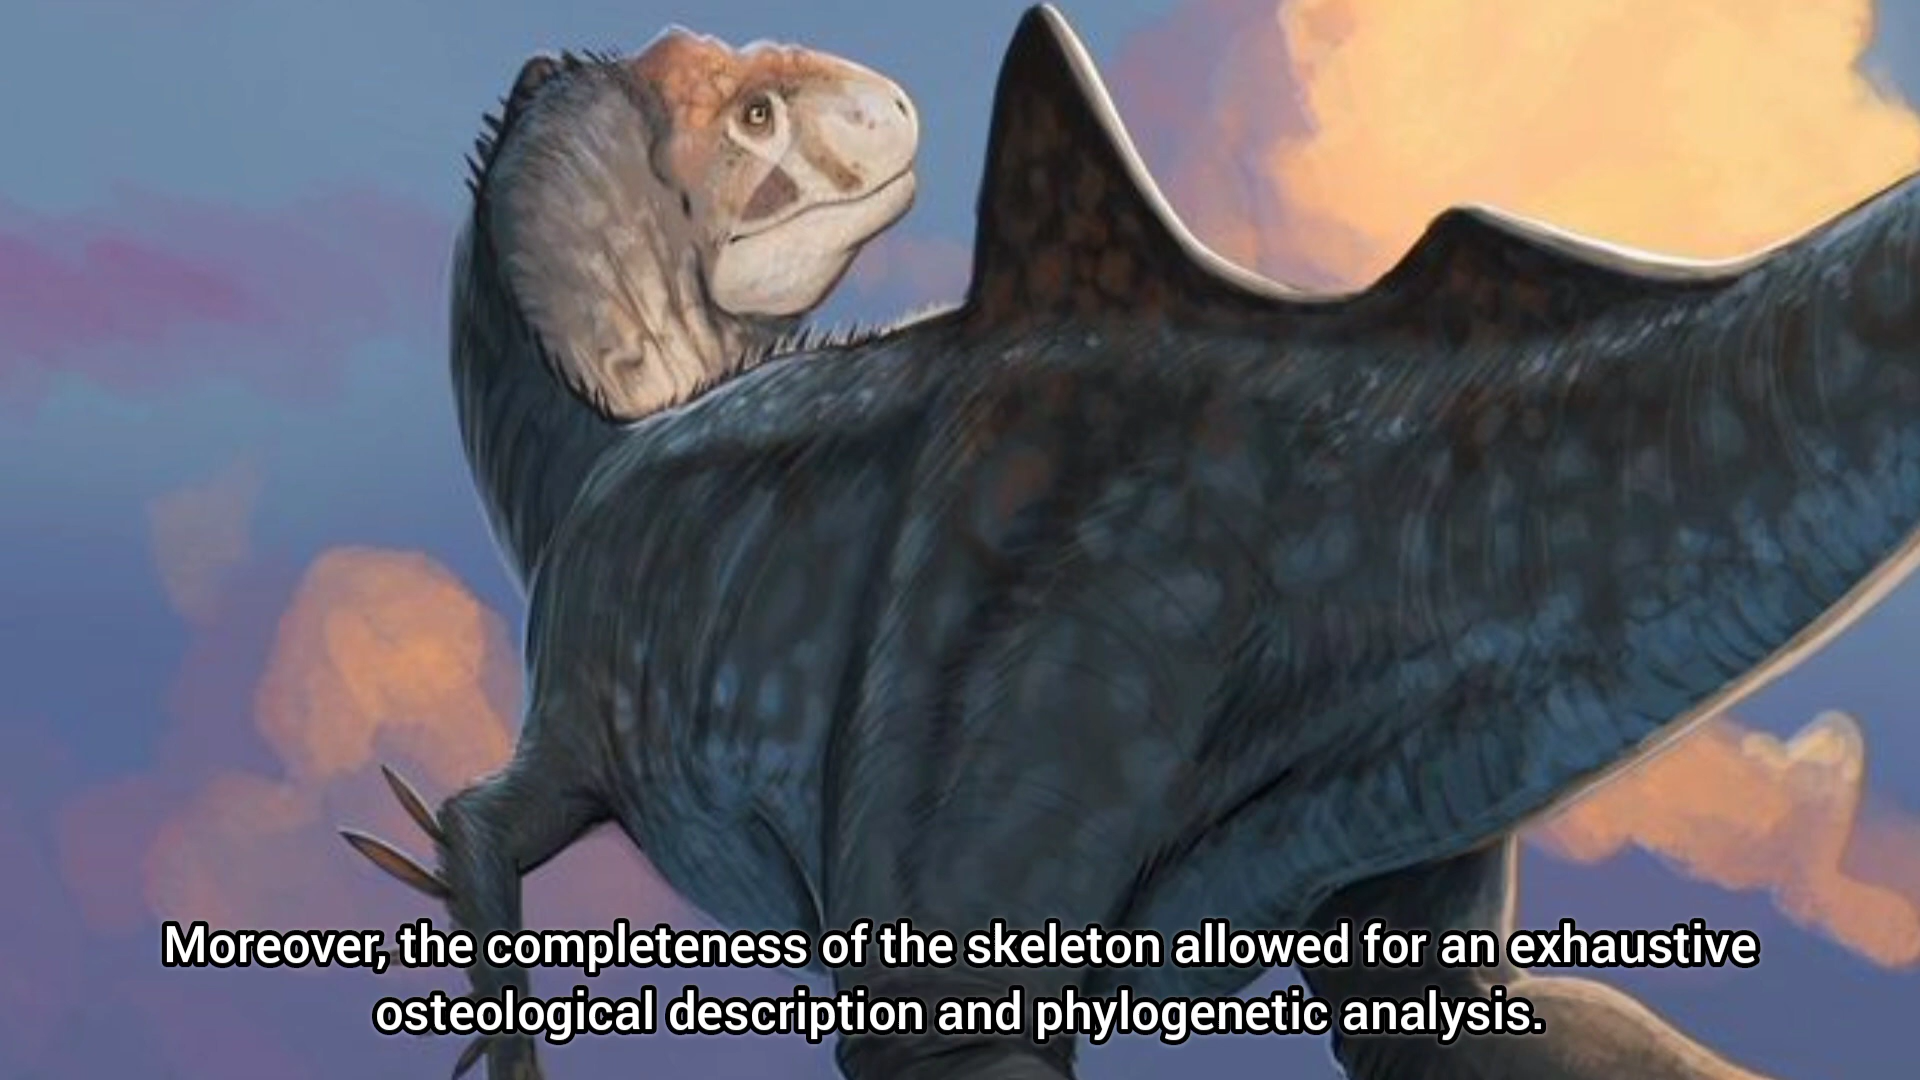 Moreover, the completeness of the skeleton allowed for an exhaustive
osteological description and phylogenetic analysis.